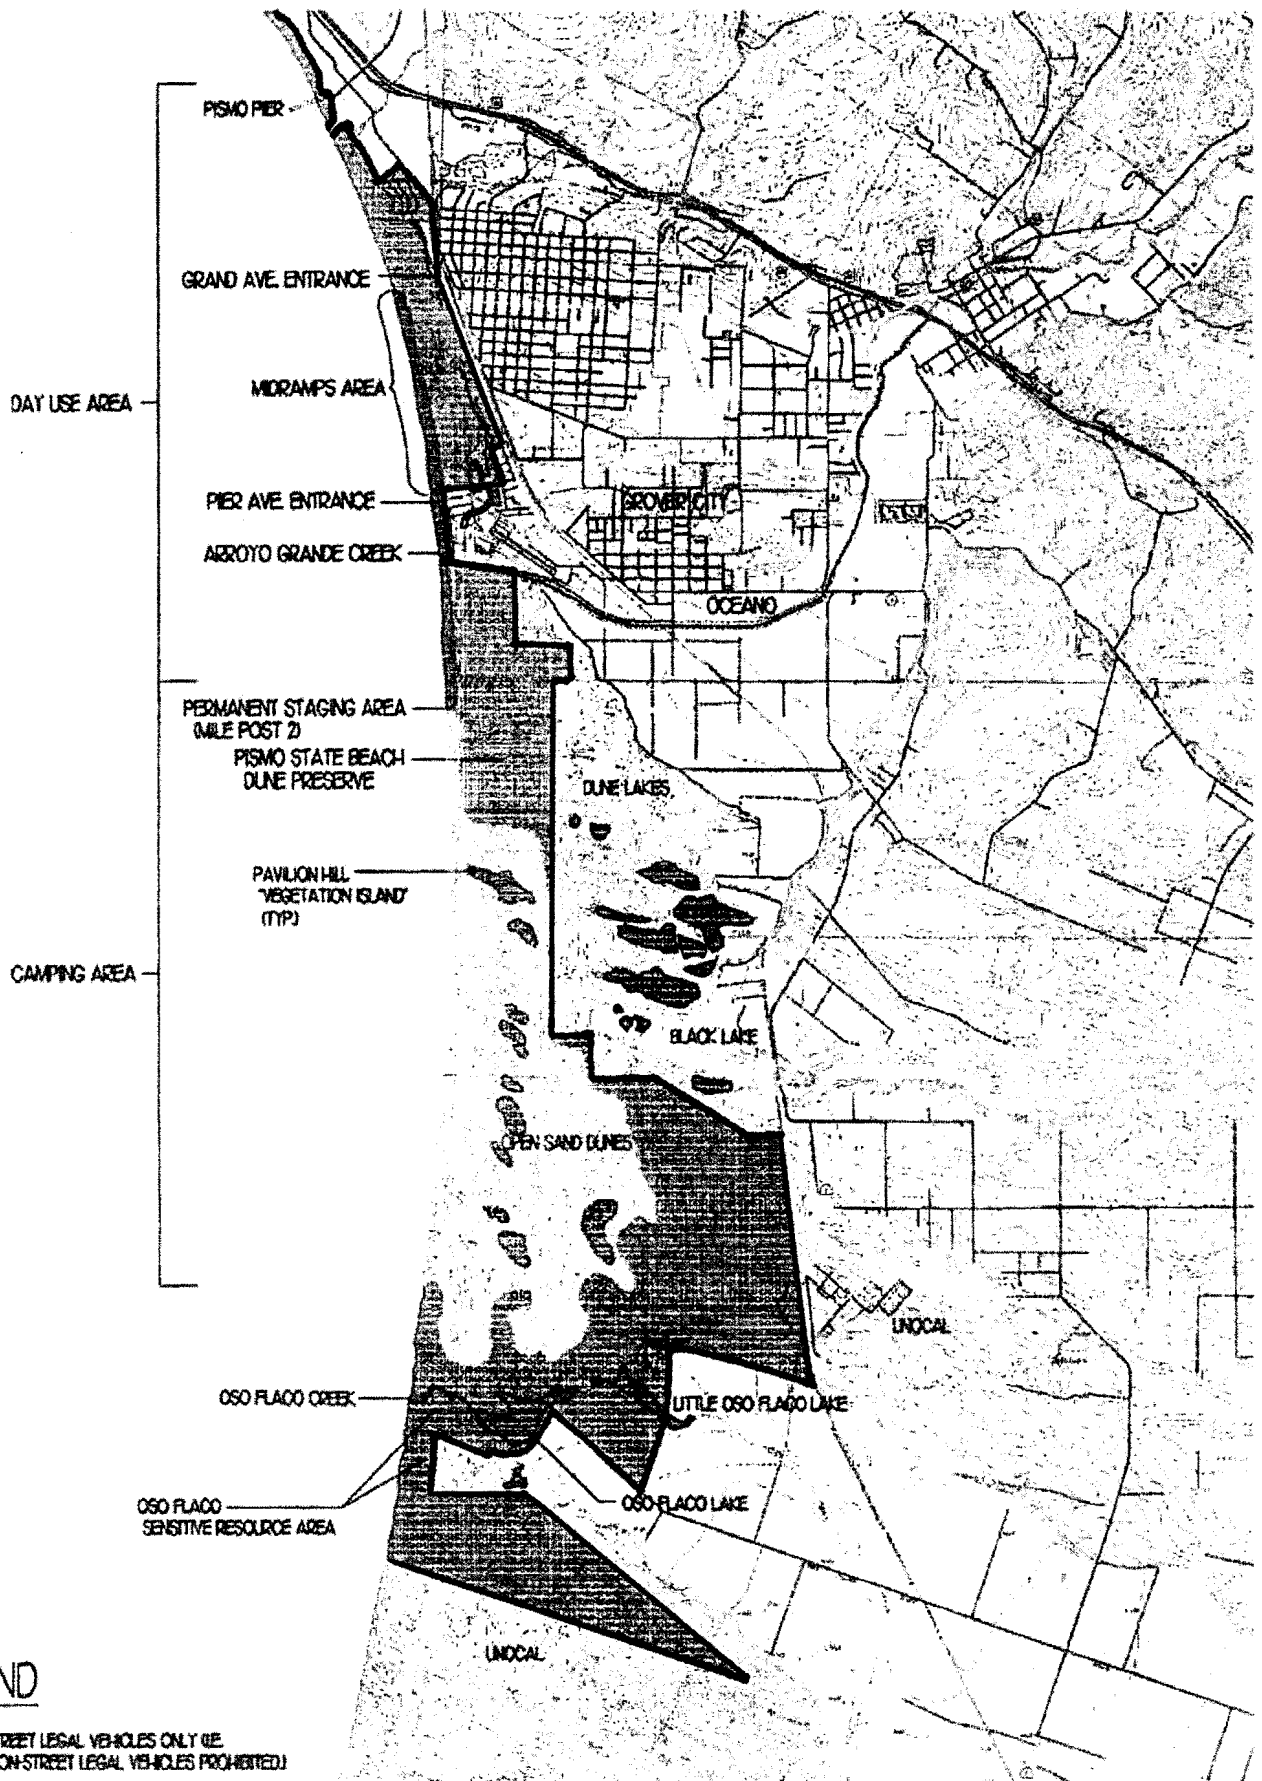 PISMO PIER
GRAND AVE. ENTRANCE
MIDRAMPS AREA
DAY USE AREA
PIER AVE. ENTRANCE
GROVER CITY
ARROYO GRANDE CREEK
OCEANO
PERMANENT STAGING AREA
(MILE POST 2)
PISMO STATE BEACH
DUNE PRESERVE
DUNE LAKES
PAVILION HILL
"VEGETATION ISLAND"
(TYP.)
CAMPING AREA
BLACK LAKE
OPEN SAND DUNES
UNOCAL
OSO FLACO CREEK
LITTLE OSO FLACO LAKE
OSO FLACO LAKE
OSO FLACO
SENSITIVE RESOURCE AREA
UNOCAL
ND
REET LEGAL VEHICLES ONLY (IE.
ON-STREET LEGAL VEHICLES PROHIBITED.)